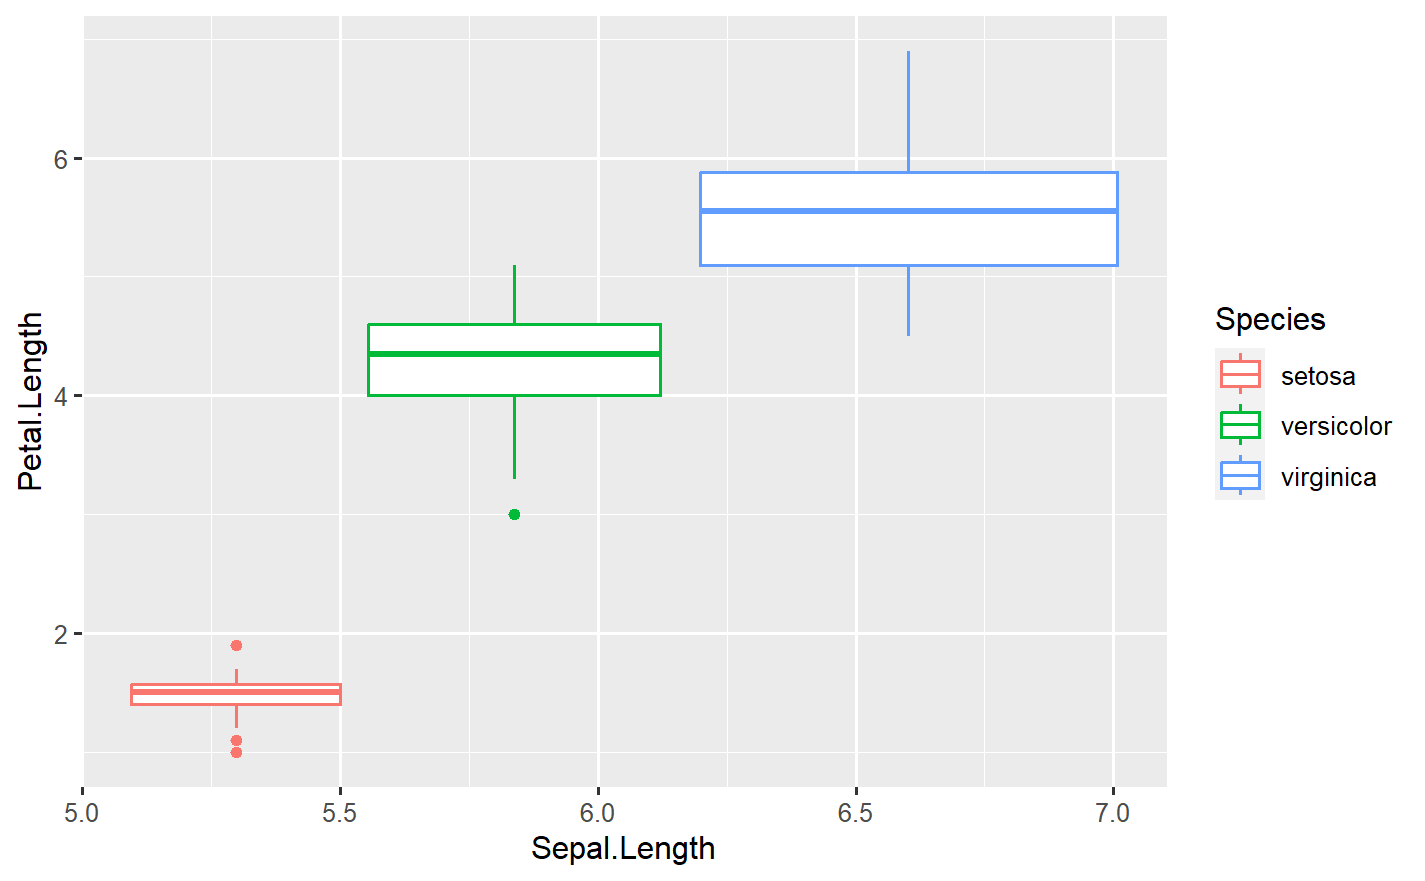 6
4
2
Petal.Length
5.0 5.5 6.0 6.5 7.0
Sepal.Length
Species
setosa
versicolor
virginica